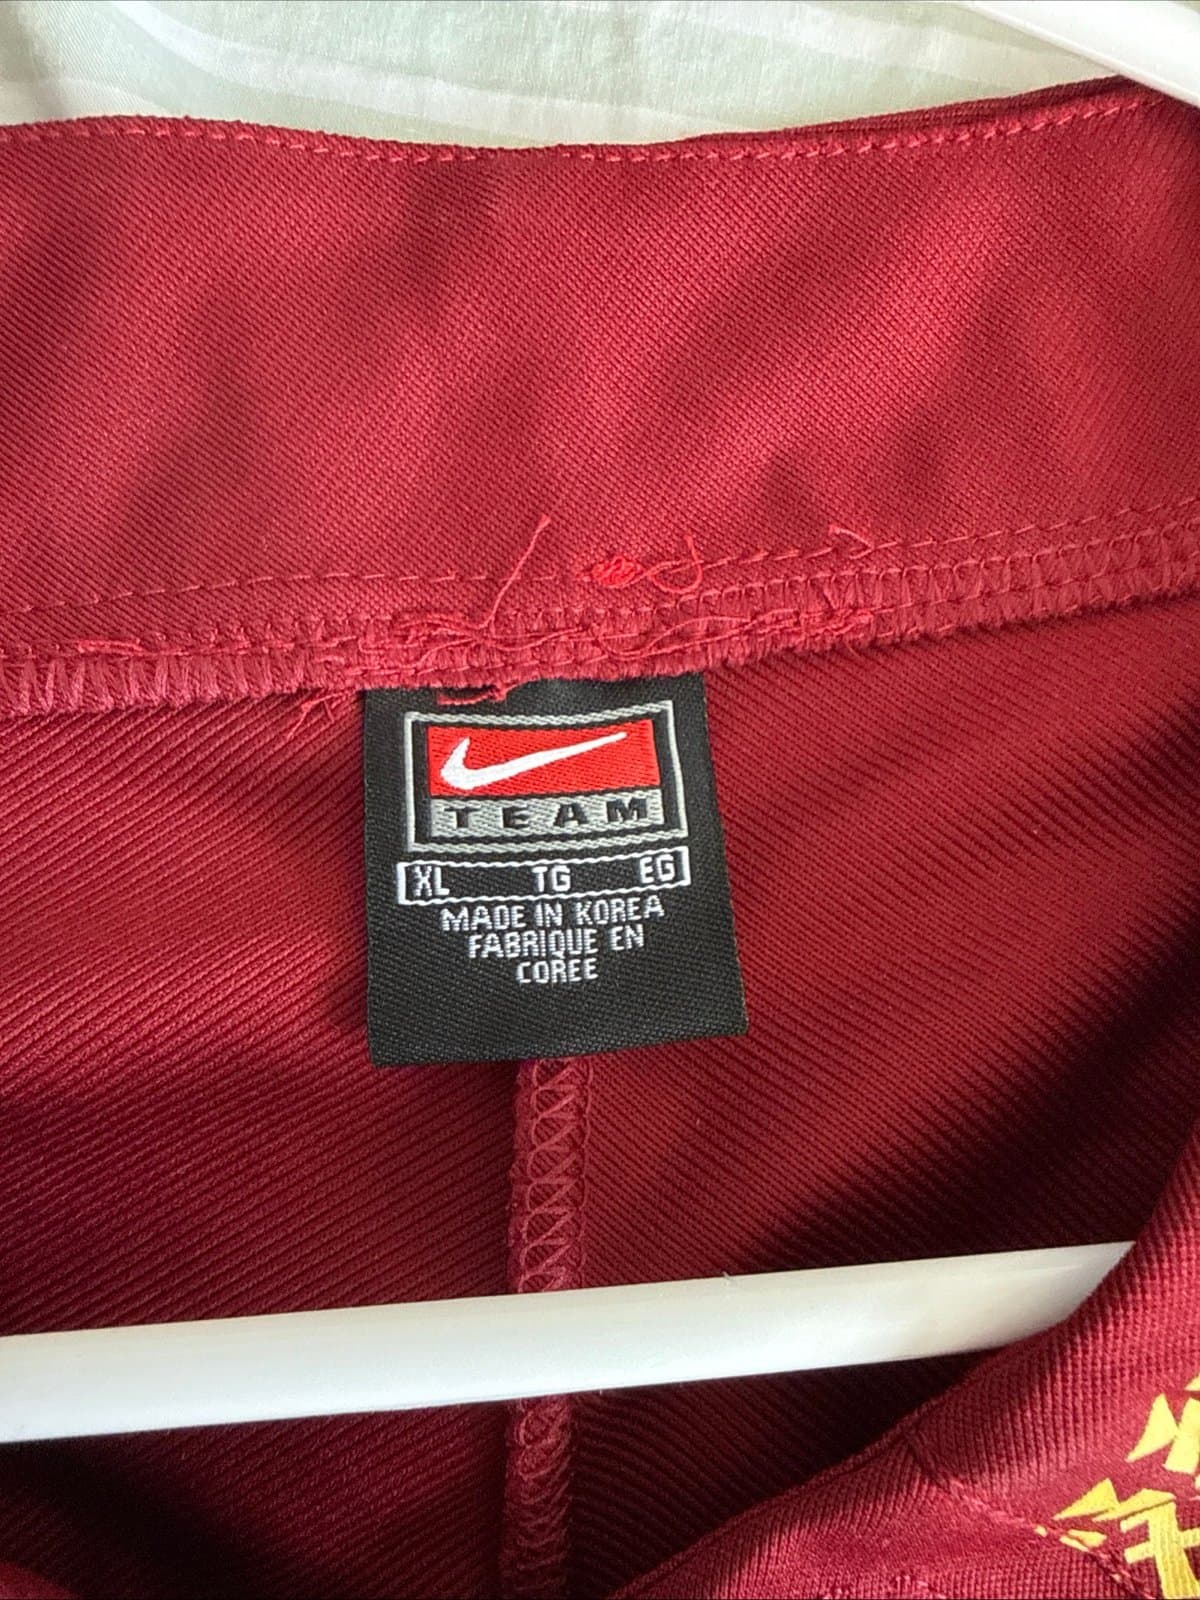 TEAM
XL TG EG
MADE IN KOREA
FABRIQUE EN
COREE